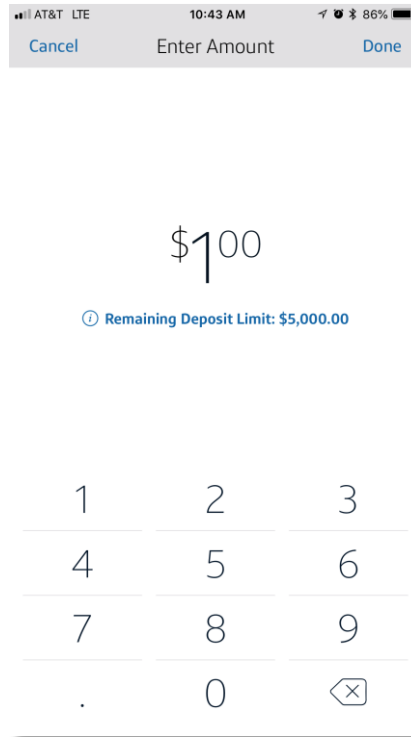 AT&T LTE 10:43 AM 86%
Cancel Enter Amount Done
$100
Remaining Deposit Limit: $5,000.00
1 2 3
4 5 6
7 8 9
. 0